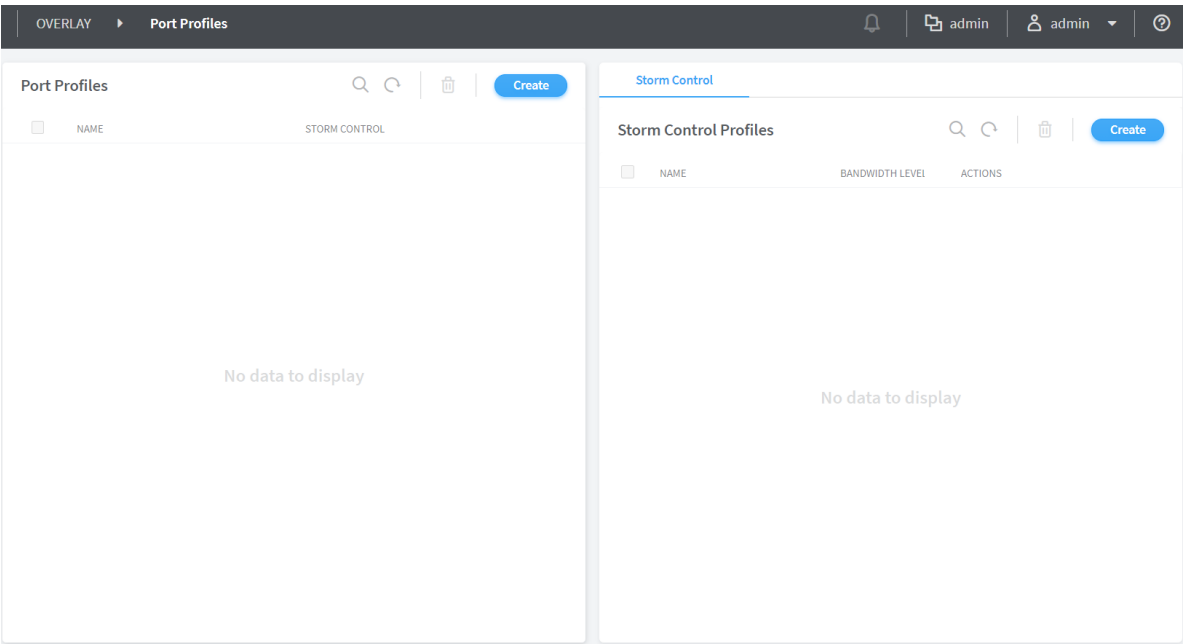 OVERLAY Port Profiles admin admin
Port Profiles Create
NAME STORM CONTROL
No data to display
Storm Control
Storm Control Profiles Create
NAME BANDWIDTH LEVEL ACTIONS
No data to display